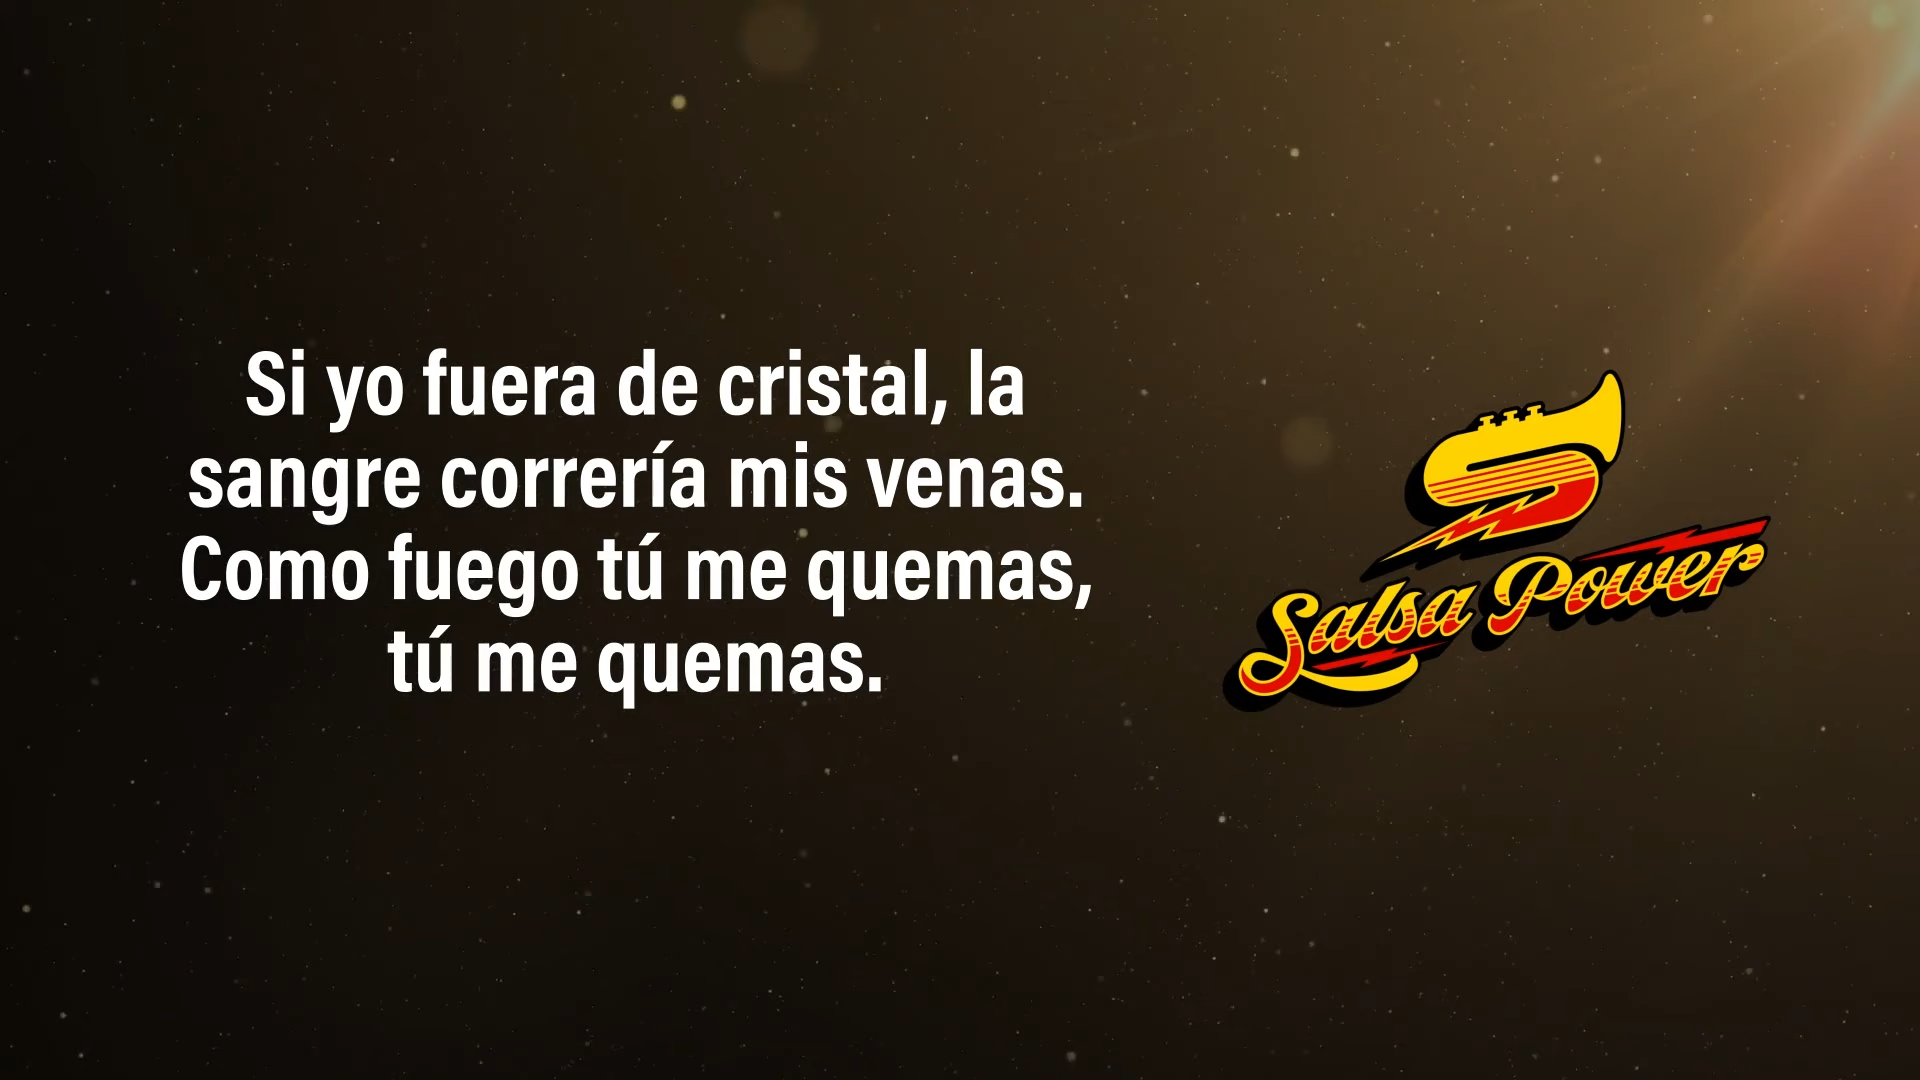 Si yo fuera de cristal, la
sangre correría mis venas.
Como fuego tú me quemas,
tú me quemas.
Salsa Power